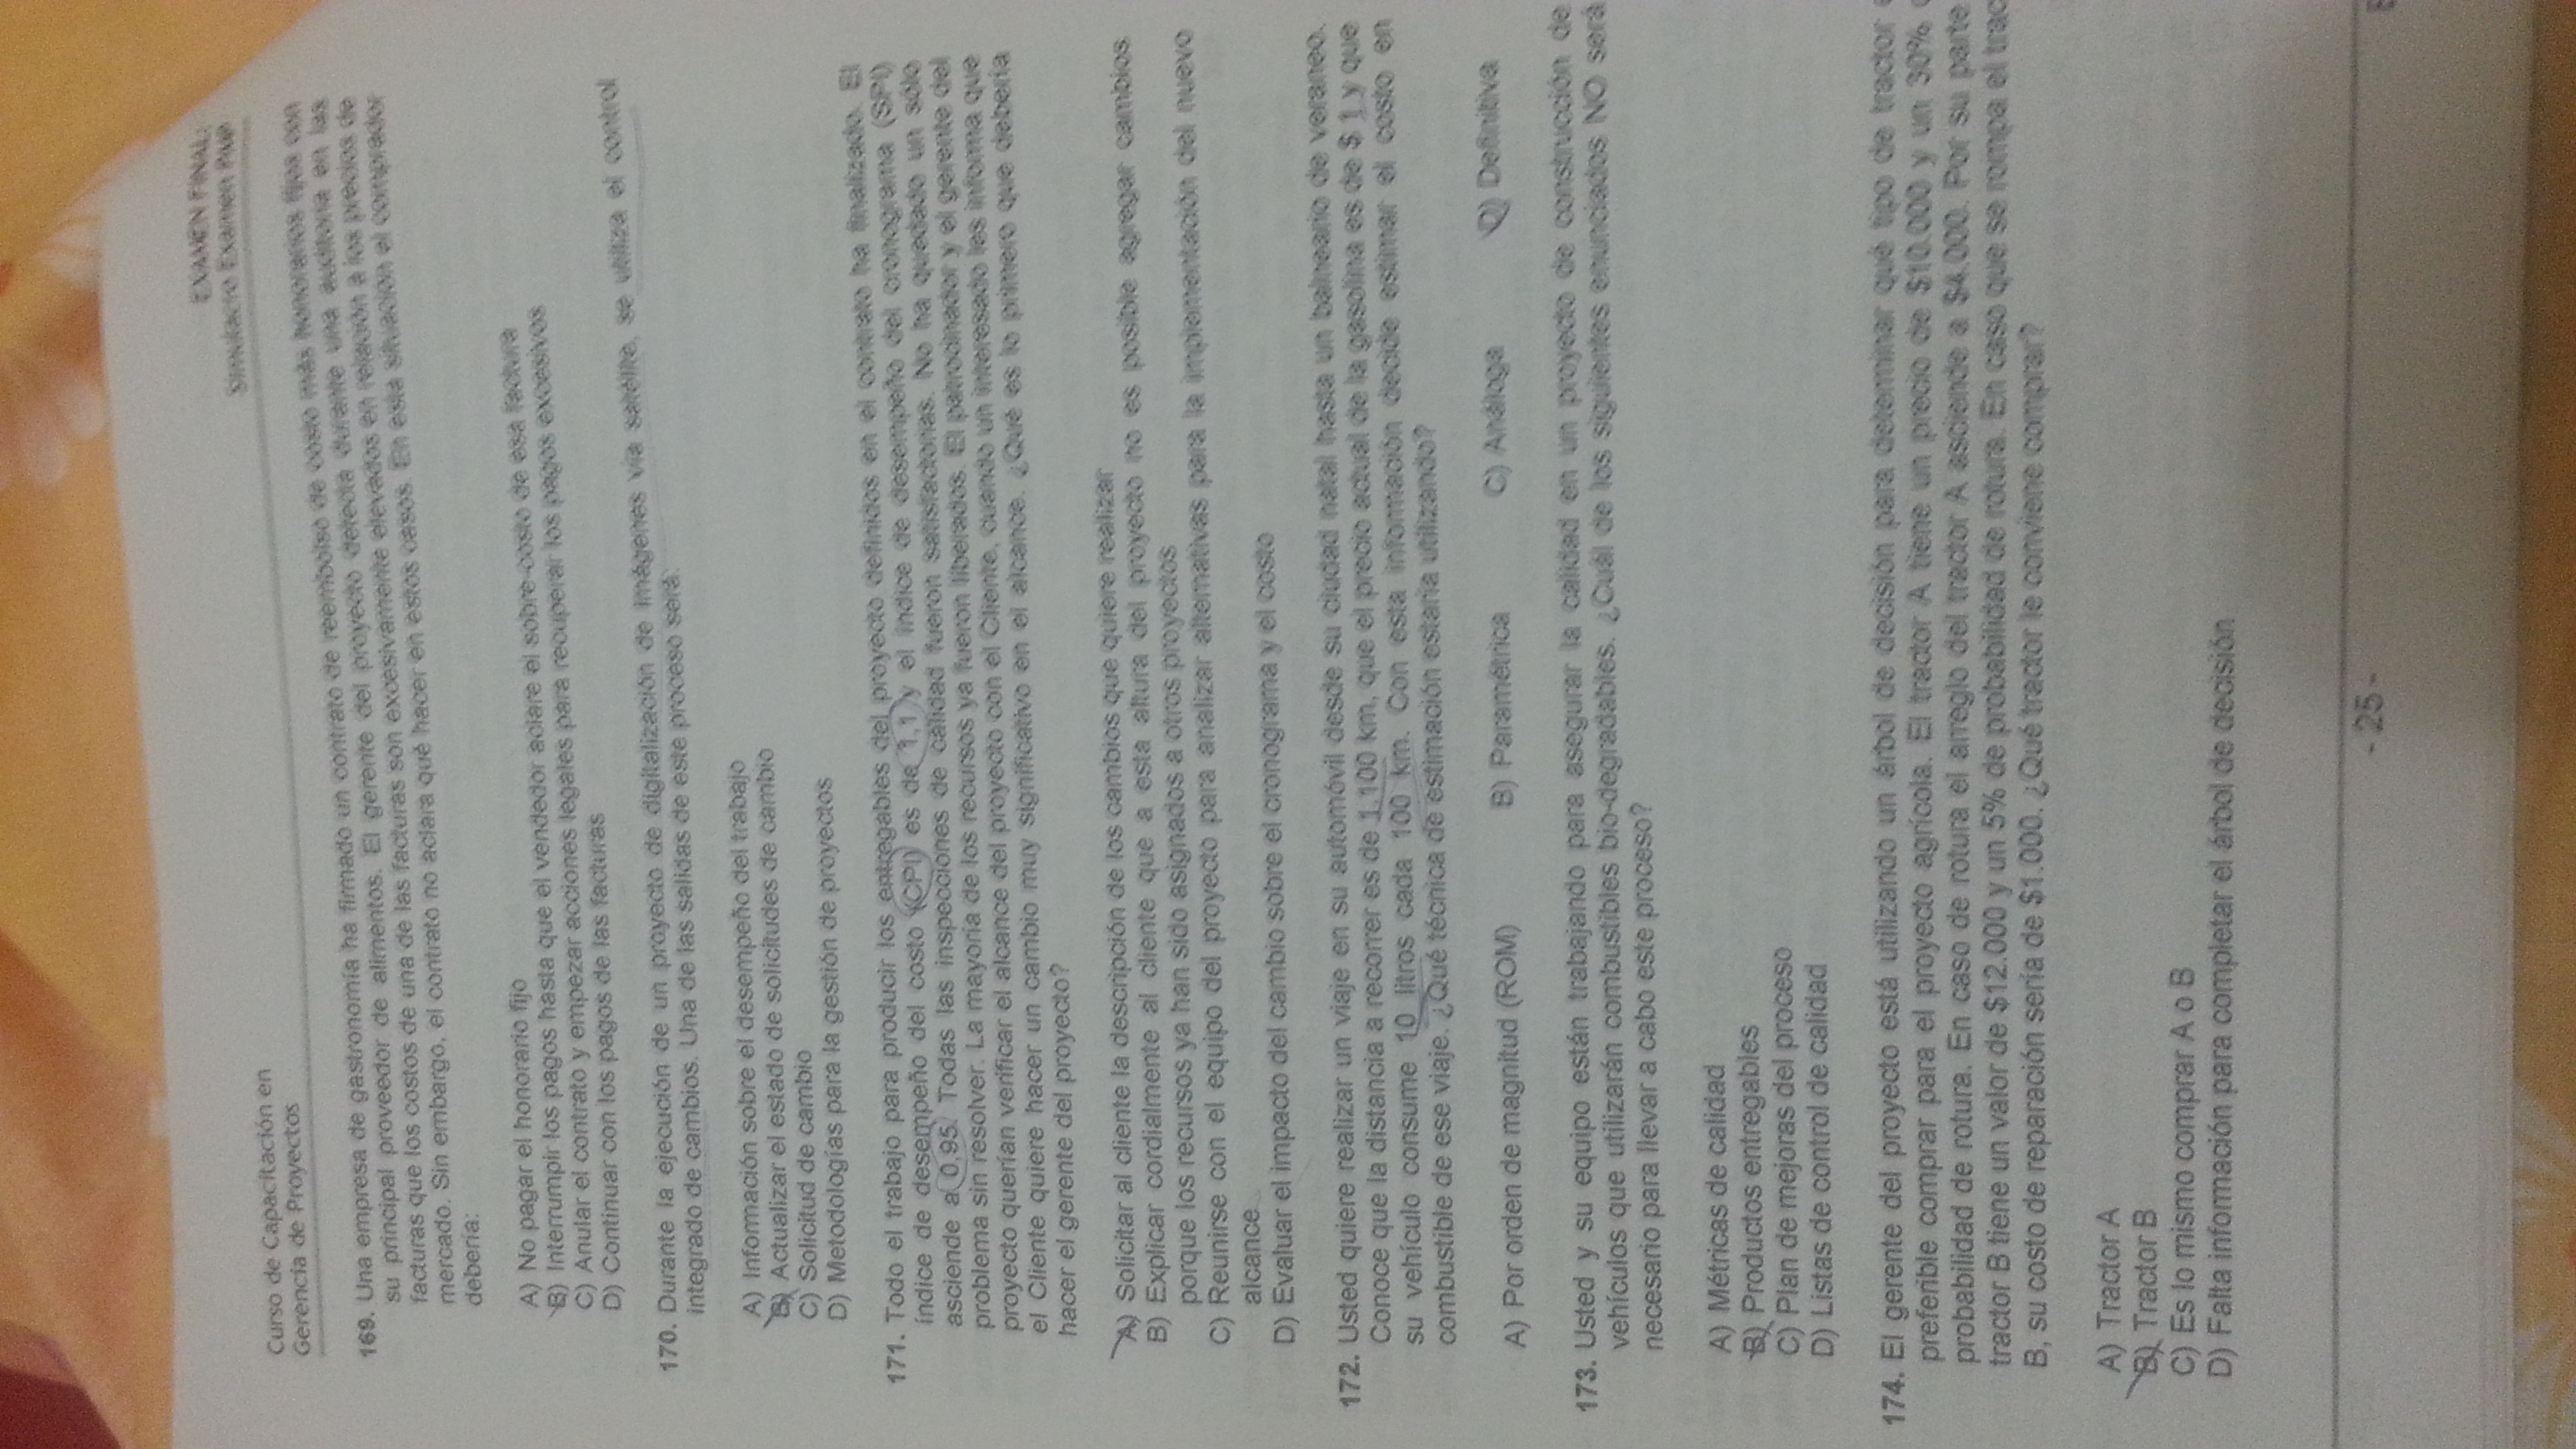 EXAMEN FINAL:
Simulacro Examen PMP
Curso de Capacitación en
Gerencia de Proyectos
169. Una empresa de gastronomía ha firmado un contrato de reembolso de costo más honorarios fijos con
su principal proveedor de alimentos. El gerente del proyecto detecta durante una auditoría en las
facturas que los costos de una de las facturas son excesivamente elevados en relación a los precios de
mercado. Sin embargo, el contrato no aclara qué hacer en estos casos. En esta situación el comprador
debería:
A) No pagar el honorario fijo
B) Interrumpir los pagos hasta que el vendedor aclare el sobre-costo de esa factura
C) Anular el contrato y empezar acciones legales para recuperar los pagos excesivos
D) Continuar con los pagos de las facturas
170. Durante la ejecución de un proyecto de digitalización de imágenes vía satélite, se utiliza el control
integrado de cambios. Una de las salidas de este proceso será:
A) Información sobre el desempeño del trabajo
B) Actualizar el estado de solicitudes de cambio
C) Solicitud de cambio
D) Metodologías para la gestión de proyectos
171. Todo el trabajo para producir los entregables del proyecto definidos en el contrato ha finalizado. El
índice de desempeño del costo (CPI) es de 1,1 y el índice de desempeño del cronograma (SPI)
asciende a 0,95. Todas las inspecciones de calidad fueron satisfactorias. No ha quedado un sólo
problema sin resolver. La mayoría de los recursos ya fueron liberados. El patrocinador y el gerente del
proyecto querían verificar el alcance del proyecto con el Cliente, cuando un interesado les informa que
el Cliente quiere hacer un cambio muy significativo en el alcance. ¿Qué es lo primero que debería
hacer el gerente del proyecto?
A) Solicitar al cliente la descripción de los cambios que quiere realizar
B) Explicar cordialmente al cliente que a esta altura del proyecto no es posible agregar cambios
porque los recursos ya han sido asignados a otros proyectos
C) Reunirse con el equipo del proyecto para analizar alternativas para la implementación del nuevo
alcance
D) Evaluar el impacto del cambio sobre el cronograma y el costo
172. Usted quiere realizar un viaje en su automóvil desde su ciudad natal hasta un balneario de veraneo.
Conoce que la distancia a recorrer es de 1.100 km, que el precio actual de la gasolina es de $ 1 y que
su vehículo consume 10 litros cada 100 km. Con esta información decide estimar el costo en
combustible de ese viaje. ¿Qué técnica de estimación estaría utilizando?
A) Por orden de magnitud (ROM) B) Paramétrica C) Análoga D) Definitiva
173. Usted y su equipo están trabajando para asegurar la calidad en un proyecto de construcción de
vehículos que utilizarán combustibles bio-degradables. ¿Cuál de los siguientes enunciados NO será
necesario para llevar a cabo este proceso?
A) Métricas de calidad
B) Productos entregables
C) Plan de mejoras del proceso
D) Listas de control de calidad
174. El gerente del proyecto está utilizando un árbol de decisión para determinar qué tipo de tractor
preferible comprar para el proyecto agrícola. El tractor A tiene un precio de $10.000 y un 30%
probabilidad de rotura. En caso de rotura el arreglo del tractor A asciende a $4.000. Por su parte
tractor B tiene un valor de $12.000 y un 5% de probabilidad de rotura. En caso que se rompa el trac
B, su costo de reparación sería de $1.000. ¿Qué tractor le conviene comprar?
A) Tractor A
B) Tractor B
C) Es lo mismo comprar A o B
D) Falta información para completar el árbol de decisión
- 25 -